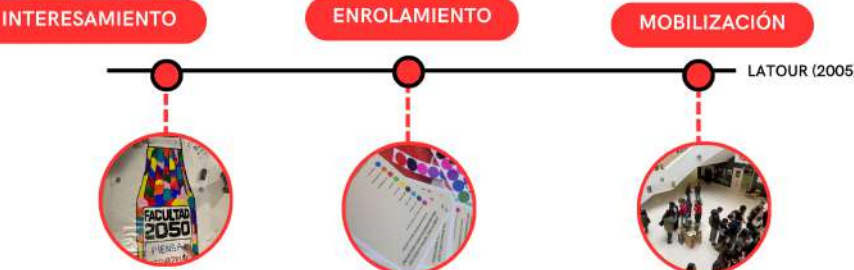 INTERESAMIENTO
ENROLAMIENTO
MOBILIZACIÓN
LATOUR (2005
FACULTAD
2050